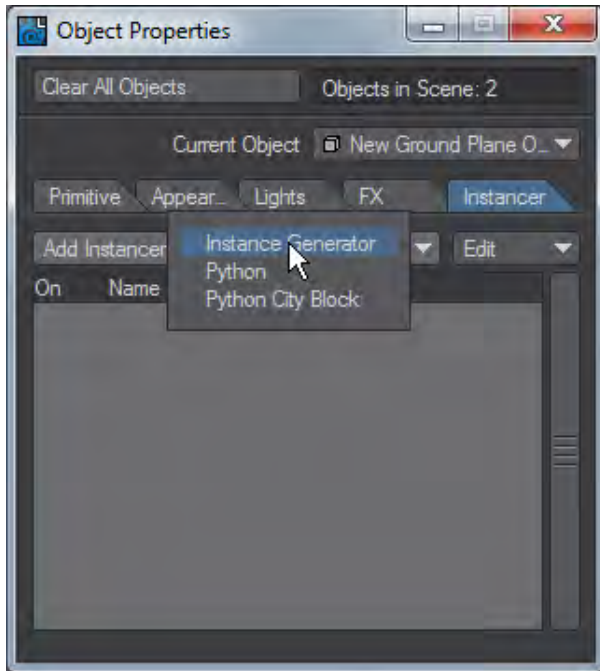 Object Properties
Clear All Objects Objects in Scene: 2
Current Object New Ground Plane O...
Primitive Appear... Lights FX Instancer
Add Instancer Edit
Instance Generator
Python
Python City Block
On Name